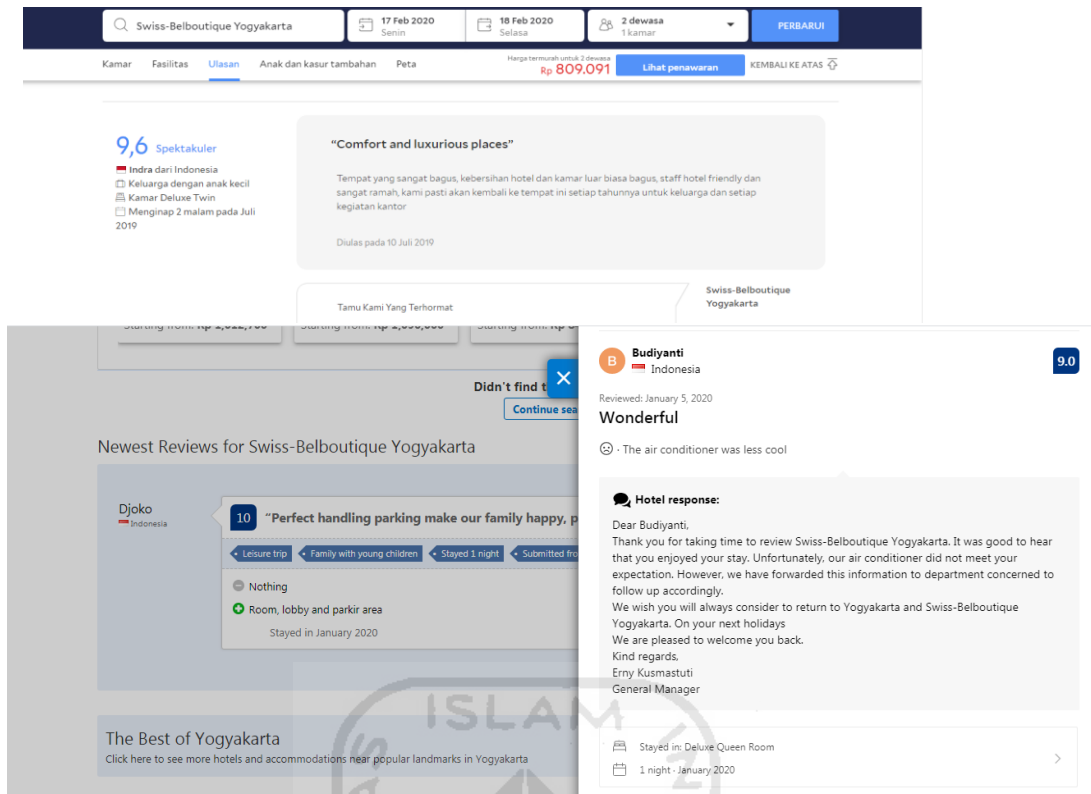 Swiss-Belboutique Yogyakarta
17 Feb 2020
Senin
18 Feb 2020
Selasa
2 dewasa
1 kamar
PERBARUI
Kamar Fasilitas Ulasan Anak dan kasur tambahan Peta
Harga termurah untuk 2 dewasa
Rp 809.091
Lihat penawaran
KEMBALI KE ATAS
9,6 Spektakuler
Indra dari Indonesia
Keluarga dengan anak kecil
Kamar Deluxe Twin
Menginap 2 malam pada Juli
2019
“Comfort and luxurious places”
Tempat yang sangat bagus, kebersihan hotel dan kamar luar biasa bagus, staff hotel friendly dan
sangat ramah, kami pasti akan kembali ke tempat ini setiap tahunnya untuk keluarga dan setiap
kegiatan kantor
Diulas pada 10 Juli 2019
Tamu Kami Yang Terhormat
Swiss-Belboutique
Yogyakarta
Starting from: Rp
Starting from: Rp
Starting from: Rp
Didn't find
Continue
Newest Reviews for Swiss-Belboutique Yogyakarta
Djoko
Indonesia
10 “Perfect handling parking make our family happy, p
Leisure trip Family with young children Stayed 1 night Submitted fro
Nothing
Room, lobby and parkir area
Stayed in January 2020
The Best of Yogyakarta
Click here to see more hotels and accommodations near popular landmarks in Yogyakarta
B
Budiyanti
Indonesia
9.0
Reviewed: January 5, 2020
Wonderful
· The air conditioner was less cool
Hotel response:
Dear Budiyanti,
Thank you for taking time to review Swiss-Belboutique Yogyakarta. It was good to hear
that you enjoyed your stay. Unfortunately, our air conditioner did not meet your
expectation. However, we have forwarded this information to department concerned to
follow up accordingly.
We wish you will always consider to return to Yogyakarta and Swiss-Belboutique
Yogyakarta. On your next holidays
We are pleased to welcome you back.
Kind regards,
Erny Kusmastuti
General Manager
Stayed in: Deluxe Queen Room
1 night · January 2020
ISLAM